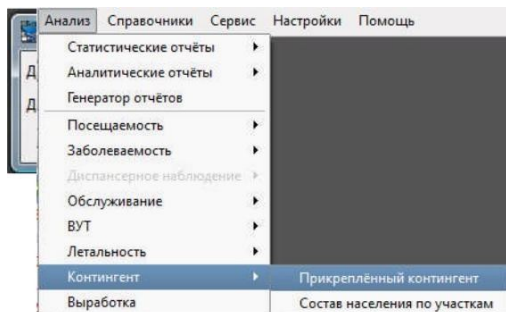 Анализ Справочники Сервис Настройки Помощь
Статистические отчёты
Д Аналитические отчёты
Д Генератор отчётов
Посещаемость
Заболеваемость
Диспансерное наблюдение
Обслуживание
ВУТ
Летальность
Контингент Прикреплённый контингент
Выработка Состав населения по участкам